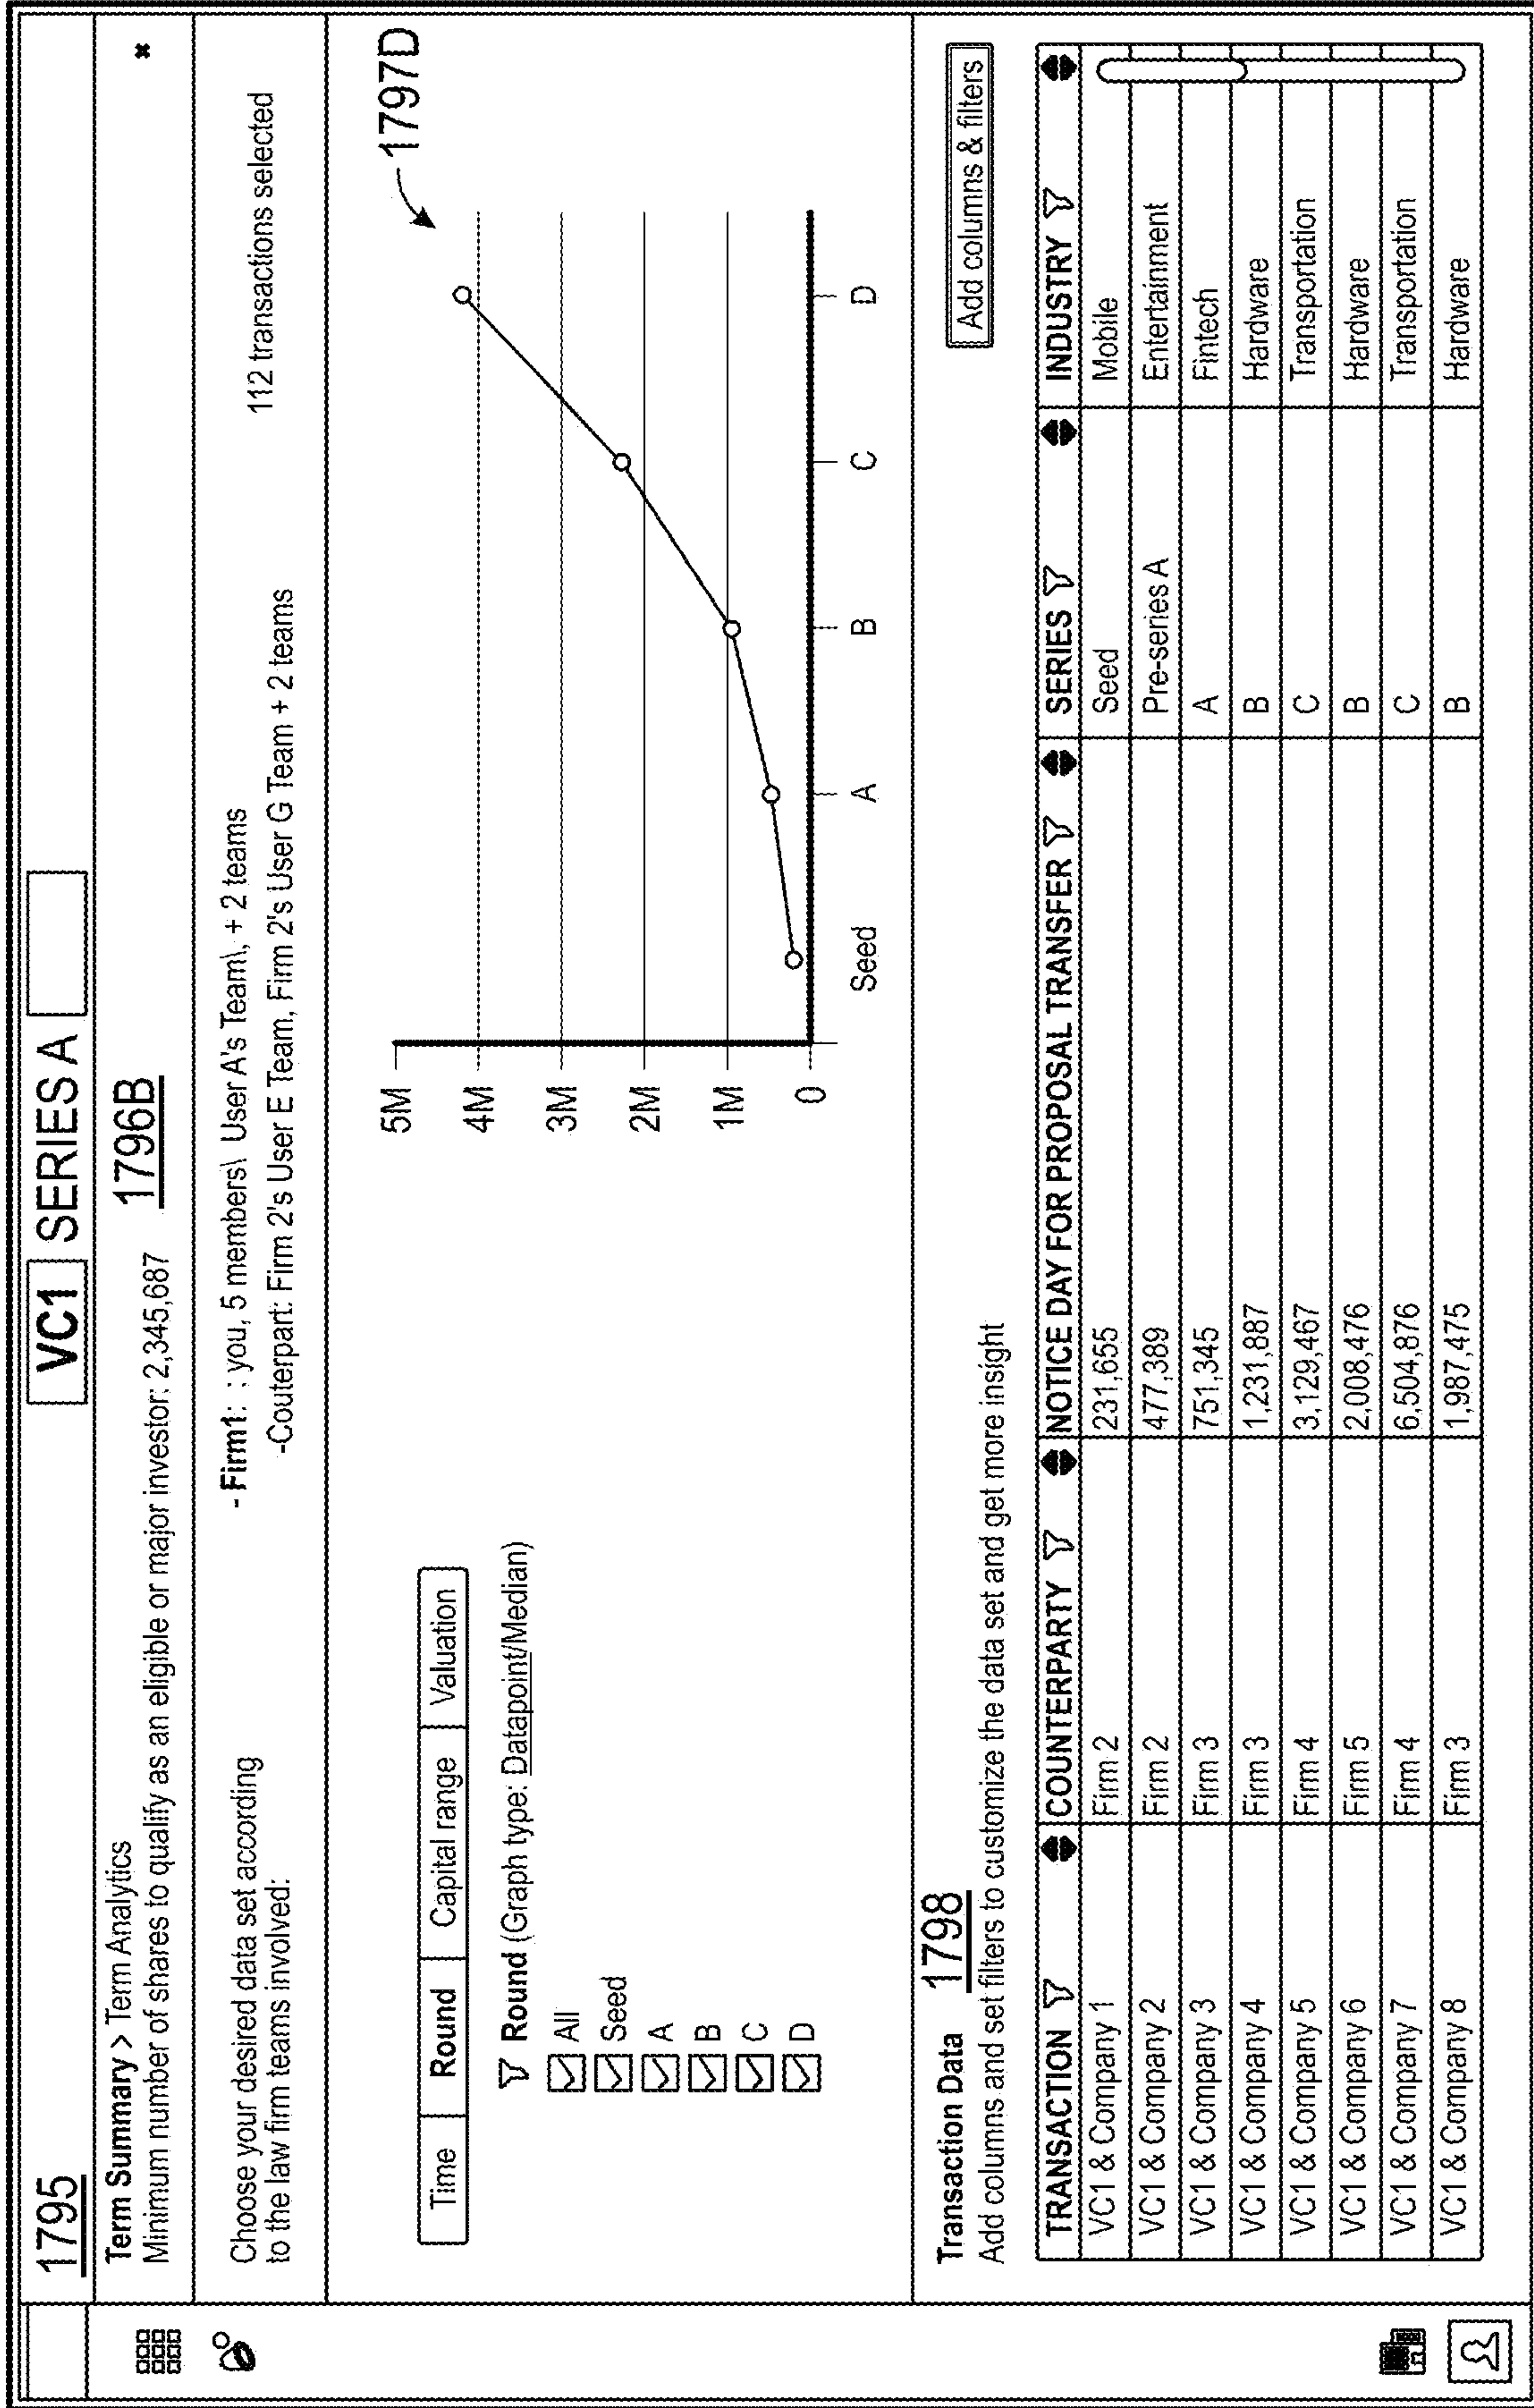 1795
VC1 SERIES A
Term Summary > Term Analytics
1796B
Minimum number of shares to qualify as an eligible or major investor: 2,345,687
Choose your desired data set according
to the law firm teams involved:
- Firm1: : you, 5 members\ User A's Team\, + 2 teams
-Couterpart: Firm 2's User E Team, Firm 2's User G Team + 2 teams
112 transactions selected
Time Round Capital range Valuation
Round (Graph type: Datapoint/Median)
All
Seed
A
B
C
D
1797D
5M
4M
3M
2M
1M
0
Seed A B C D
Transaction Data 1798
Add columns and set filters to customize the data set and get more insight
Add columns & filters
TRANSACTION COUNTERPARTY NOTICE DAY FOR PROPOSAL TRANSFER SERIES INDUSTRY
VC1 & Company 1 Firm 2 231,655 Seed Mobile
VC1 & Company 2 Firm 2 477,389 Pre-series A Entertainment
VC1 & Company 3 Firm 3 751,345 A Fintech
VC1 & Company 4 Firm 3 1,231,887 B Hardware
VC1 & Company 5 Firm 4 3,129,467 C Transportation
VC1 & Company 6 Firm 5 2,008,476 B Hardware
VC1 & Company 7 Firm 4 6,504,876 C Transportation
VC1 & Company 8 Firm 3 1,987,475 B Hardware